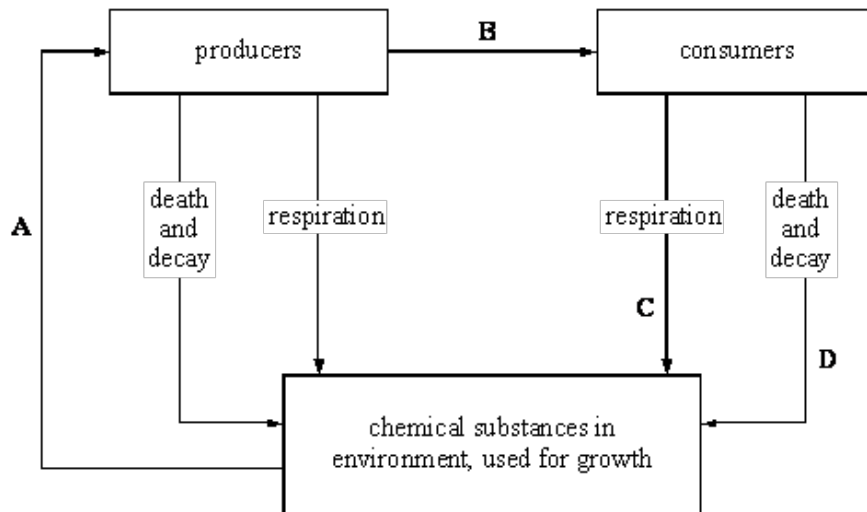 B
producers
consumers
death
and
decay
respiration
respiration
death
and
decay
A
C
D
chemical substances in
environment, used for growth